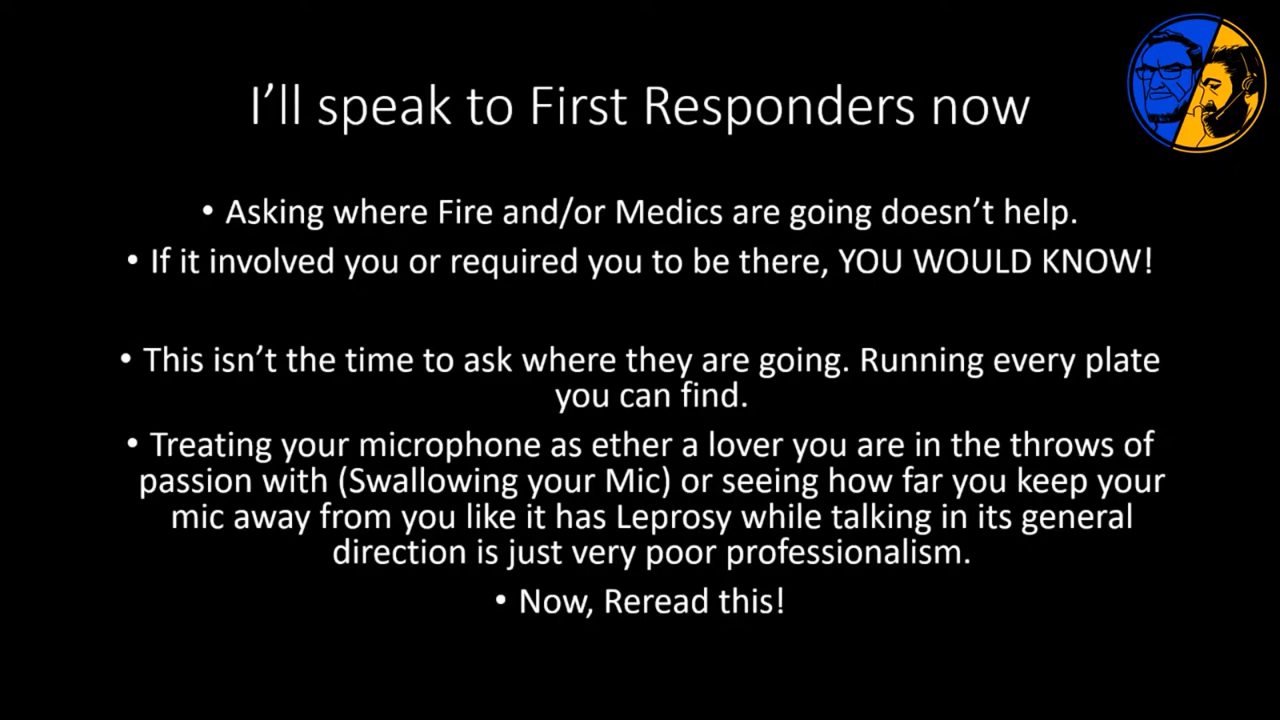 I’ll speak to First Responders now
• Asking where Fire and/or Medics are going doesn’t help.
• If it involved you or required you to be there, YOU WOULD KNOW!
• This isn’t the time to ask where they are going. Running every plate
you can find.
• Treating your microphone as ether a lover you are in the throws of
passion with (Swallowing your Mic) or seeing how far you keep your
mic away from you like it has Leprosy while talking in its general
direction is just very poor professionalism.
• Now, Reread this!